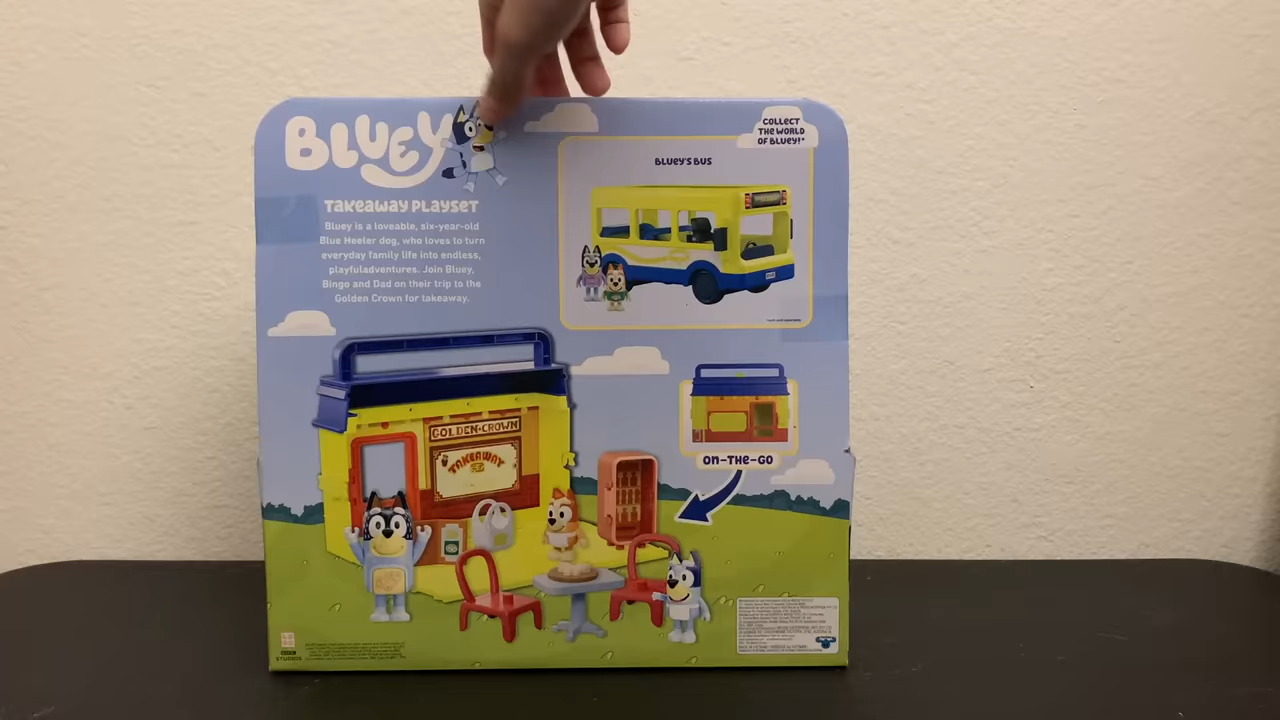 BLUEY
TAKEAWAY PLAYSET
Bluey is a loveable, six-year-old
Blue Heeler dog, who loves to turn
everyday family life into endless,
playfuladventures. Join Bluey,
Bingo and Dad on their trip to the
Golden Crown for takeaway.
COLLECT
THE WORLD
OF BLUEY!*
BLUEY'S BUS
GOLDEN CROWN
TAKEAWAY
ON-THE-GO
STUDIOS